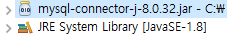 mysql-connector-j-8.0.32.jar - C:₩
JRE System Library [JavaSE-1.8]